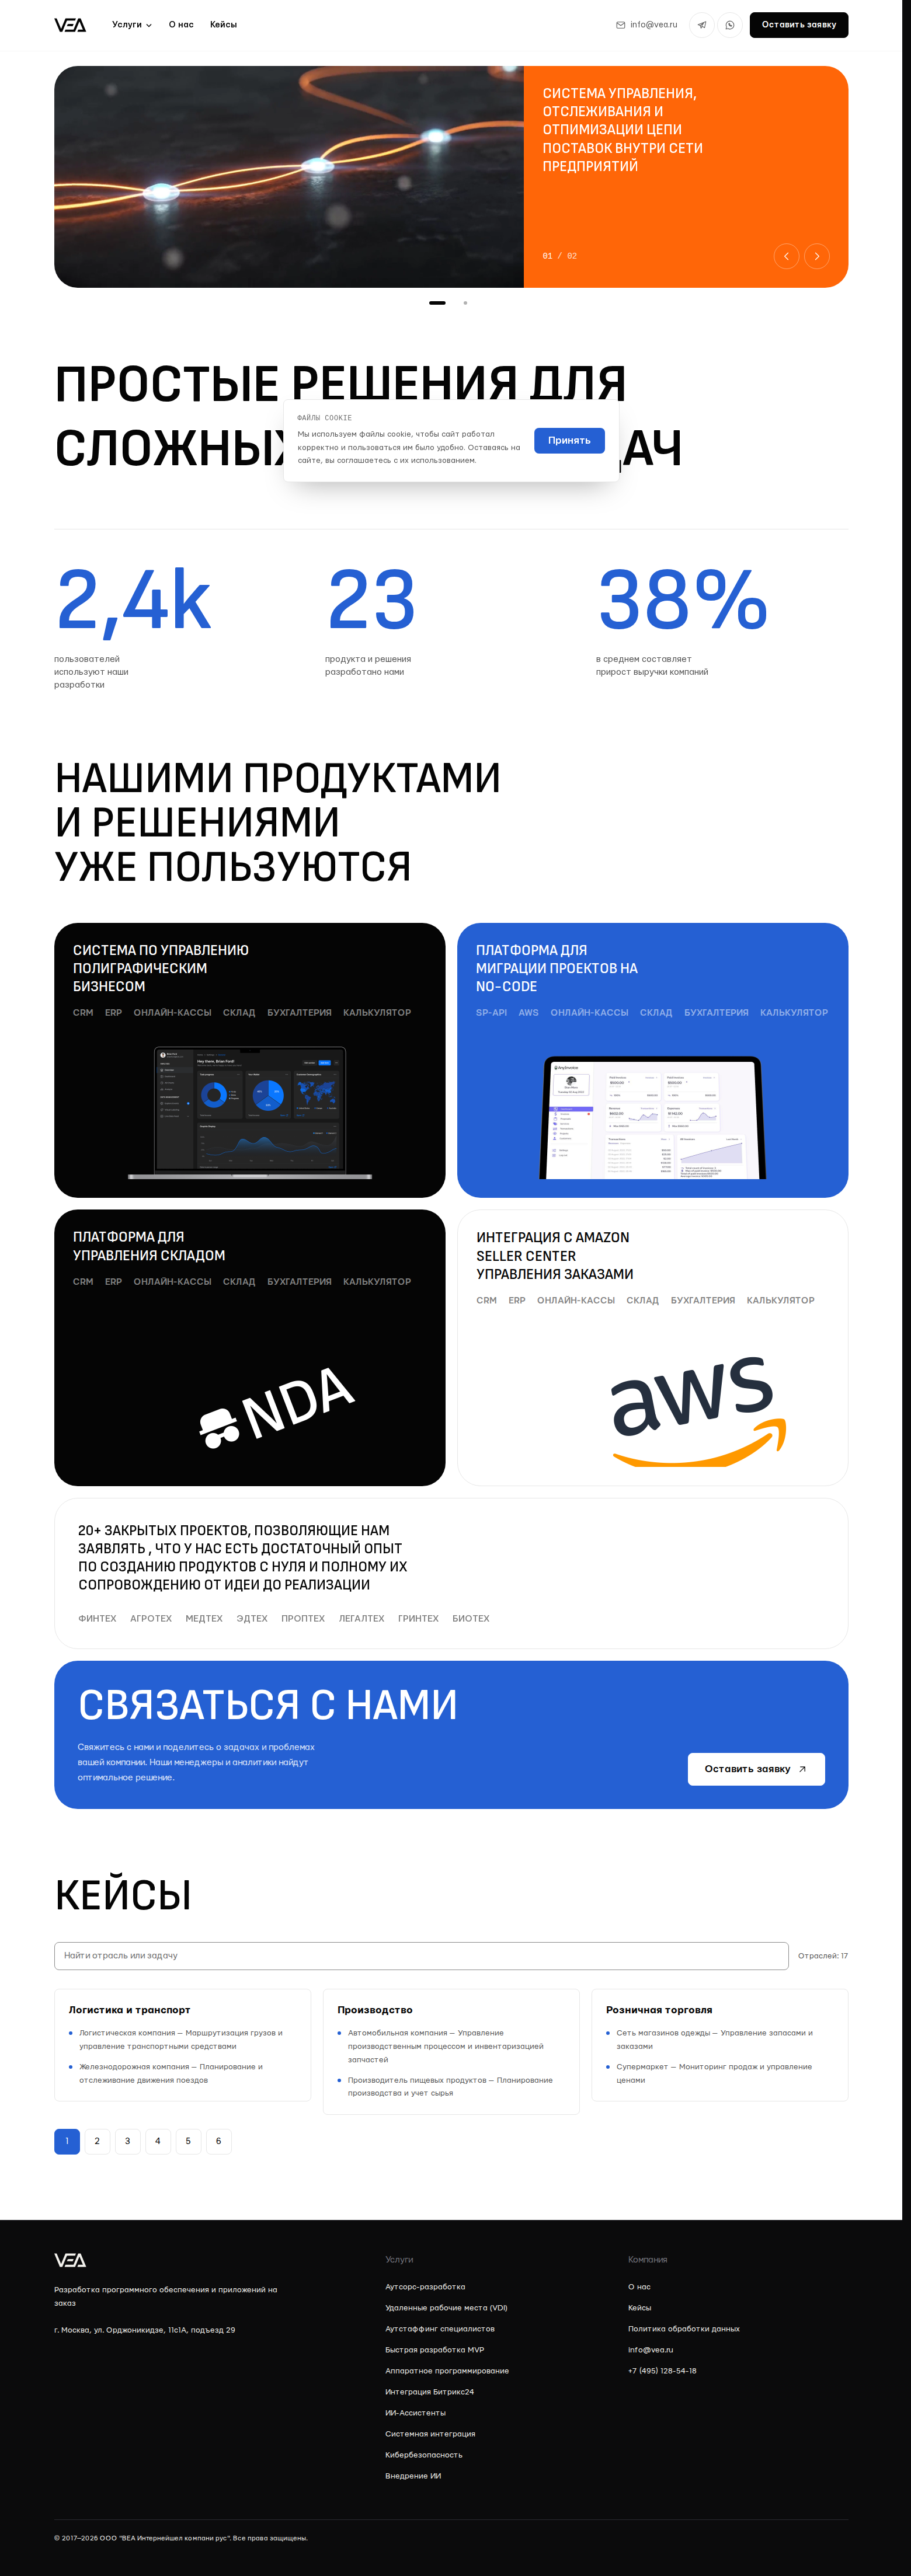 VEA
Услуги
О нас
Кейсы
info@vea.ru
Оставить заявку
СИСТЕМА УПРАВЛЕНИЯ,
ОТСЛЕЖИВАНИЯ И
ОТПИМИЗАЦИИ ЦЕПИ
ПОСТАВОК ВНУТРИ СЕТИ
ПРЕДПРИЯТИЙ
01 / 02
ПРОСТЫЕ РЕШЕНИЯ ДЛЯ
СЛОЖНЫХ АЧ
ФАЙЛЫ COOKIE
Мы используем файлы cookie, чтобы сайт работал
корректно и пользоваться им было удобно. Оставаясь на
сайте, вы соглашаетесь с их использованием.
Принять
2,4k
23
38%
пользователей
используют наши
разработки
продукта и решения
разработано нами
в среднем составляет
прирост выручки компаний
НАШИМИ ПРОДУКТАМИ
И РЕШЕНИЯМИ
УЖЕ ПОЛЬЗУЮТСЯ
СИСТЕМА ПО УПРАВЛЕНИЮ
ПОЛИГРАФИЧЕСКИМ
БИЗНЕСОМ
CRM ERP ОНЛАЙН-КАССЫ СКЛАД БУХГАЛТЕРИЯ КАЛЬКУЛЯТОР
ПЛАТФОРМА ДЛЯ
МИГРАЦИИ ПРОЕКТОВ НА
NO-CODE
SP-API AWS ОНЛАЙН-КАССЫ СКЛАД БУХГАЛТЕРИЯ КАЛЬКУЛЯТОР
ПЛАТФОРМА ДЛЯ
УПРАВЛЕНИЯ СКЛАДОМ
CRM ERP ОНЛАЙН-КАССЫ СКЛАД БУХГАЛТЕРИЯ КАЛЬКУЛЯТОР
NDA
ИНТЕГРАЦИЯ С AMAZON
SELLER CENTER
УПРАВЛЕНИЯ ЗАКАЗАМИ
CRM ERP ОНЛАЙН-КАССЫ СКЛАД БУХГАЛТЕРИЯ КАЛЬКУЛЯТОР
aws
20+ ЗАКРЫТЫХ ПРОЕКТОВ, ПОЗВОЛЯЮЩИЕ НАМ
ЗАЯВЛЯТЬ , ЧТО У НАС ЕСТЬ ДОСТАТОЧНЫЙ ОПЫТ
ПО СОЗДАНИЮ ПРОДУКТОВ С НУЛЯ И ПОЛНОМУ ИХ
СОПРОВОЖДЕНИЮ ОТ ИДЕИ ДО РЕАЛИЗАЦИИ
ФИНТЕХ АГРОТЕХ МЕДТЕХ ЭДТЕХ ПРОПТЕХ ЛЕГАЛТЕХ ГРИНТЕХ БИОТЕХ
СВЯЗАТЬСЯ С НАМИ
Свяжитесь с нами и поделитесь о задачах и проблемах
вашей компании. Наши менеджеры и аналитики найдут
оптимальное решение.
Оставить заявку
КЕЙСЫ
Найти отрасль или задачу
Отраслей: 17
Логистика и транспорт
Логистическая компания — Маршрутизация грузов и
управление транспортными средствами
Железнодорожная компания — Планирование и
отслеживание движения поездов
Производство
Автомобильная компания — Управление
производственным процессом и инвентаризацией
запчастей
Производитель пищевых продуктов — Планирование
производства и учет сырья
Розничная торговля
Сеть магазинов одежды — Управление запасами и
заказами
Супермаркет — Мониторинг продаж и управление
ценами
1 2 3 4 5 6
VEA
Разработка программного обеспечения и приложений на
заказ
г. Москва, ул. Орджоникидзе, 11с1А, подъезд 29
Услуги
Аутсорс-разработка
Удаленные рабочие места (VDI)
Аутстаффинг специалистов
Быстрая разработка MVP
Аппаратное программирование
Интеграция Битрикс24
ИИ-Ассистенты
Системная интеграция
Кибербезопасность
Внедрение ИИ
Компания
О нас
Кейсы
Политика обработки данных
info@vea.ru
+7 (495) 128-54-18
© 2017–2026 ООО "ВЕА Интернейшел компани рус". Все права защищены.